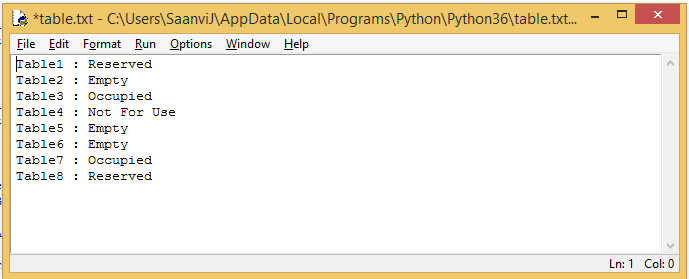 *table.txt - C:\Users\SaanviJ\AppData\Local\Programs\Python\Python36\table.txt...
File Edit Format Run Options Window Help
Table1 : Reserved
Table2 : Empty
Table3 : Occupied
Table4 : Not For Use
Table5 : Empty
Table6 : Empty
Table7 : Occupied
Table8 : Reserved
Ln: 1 Col: 0